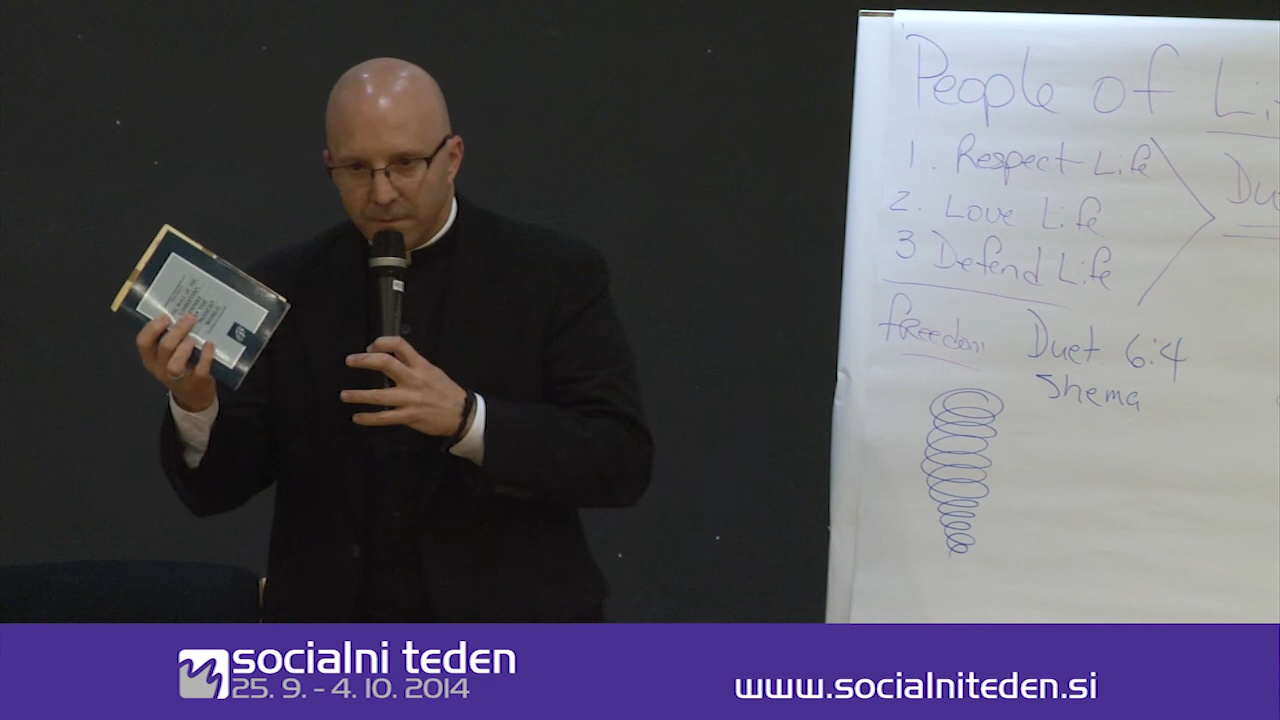 People of Li
1. Respect Life
2. Love Life
3. Defend Life
Du
freedom
Duet. 6:4
Shema
socialni teden
25. 9. - 4. 10. 2014
www.socialniteden.si